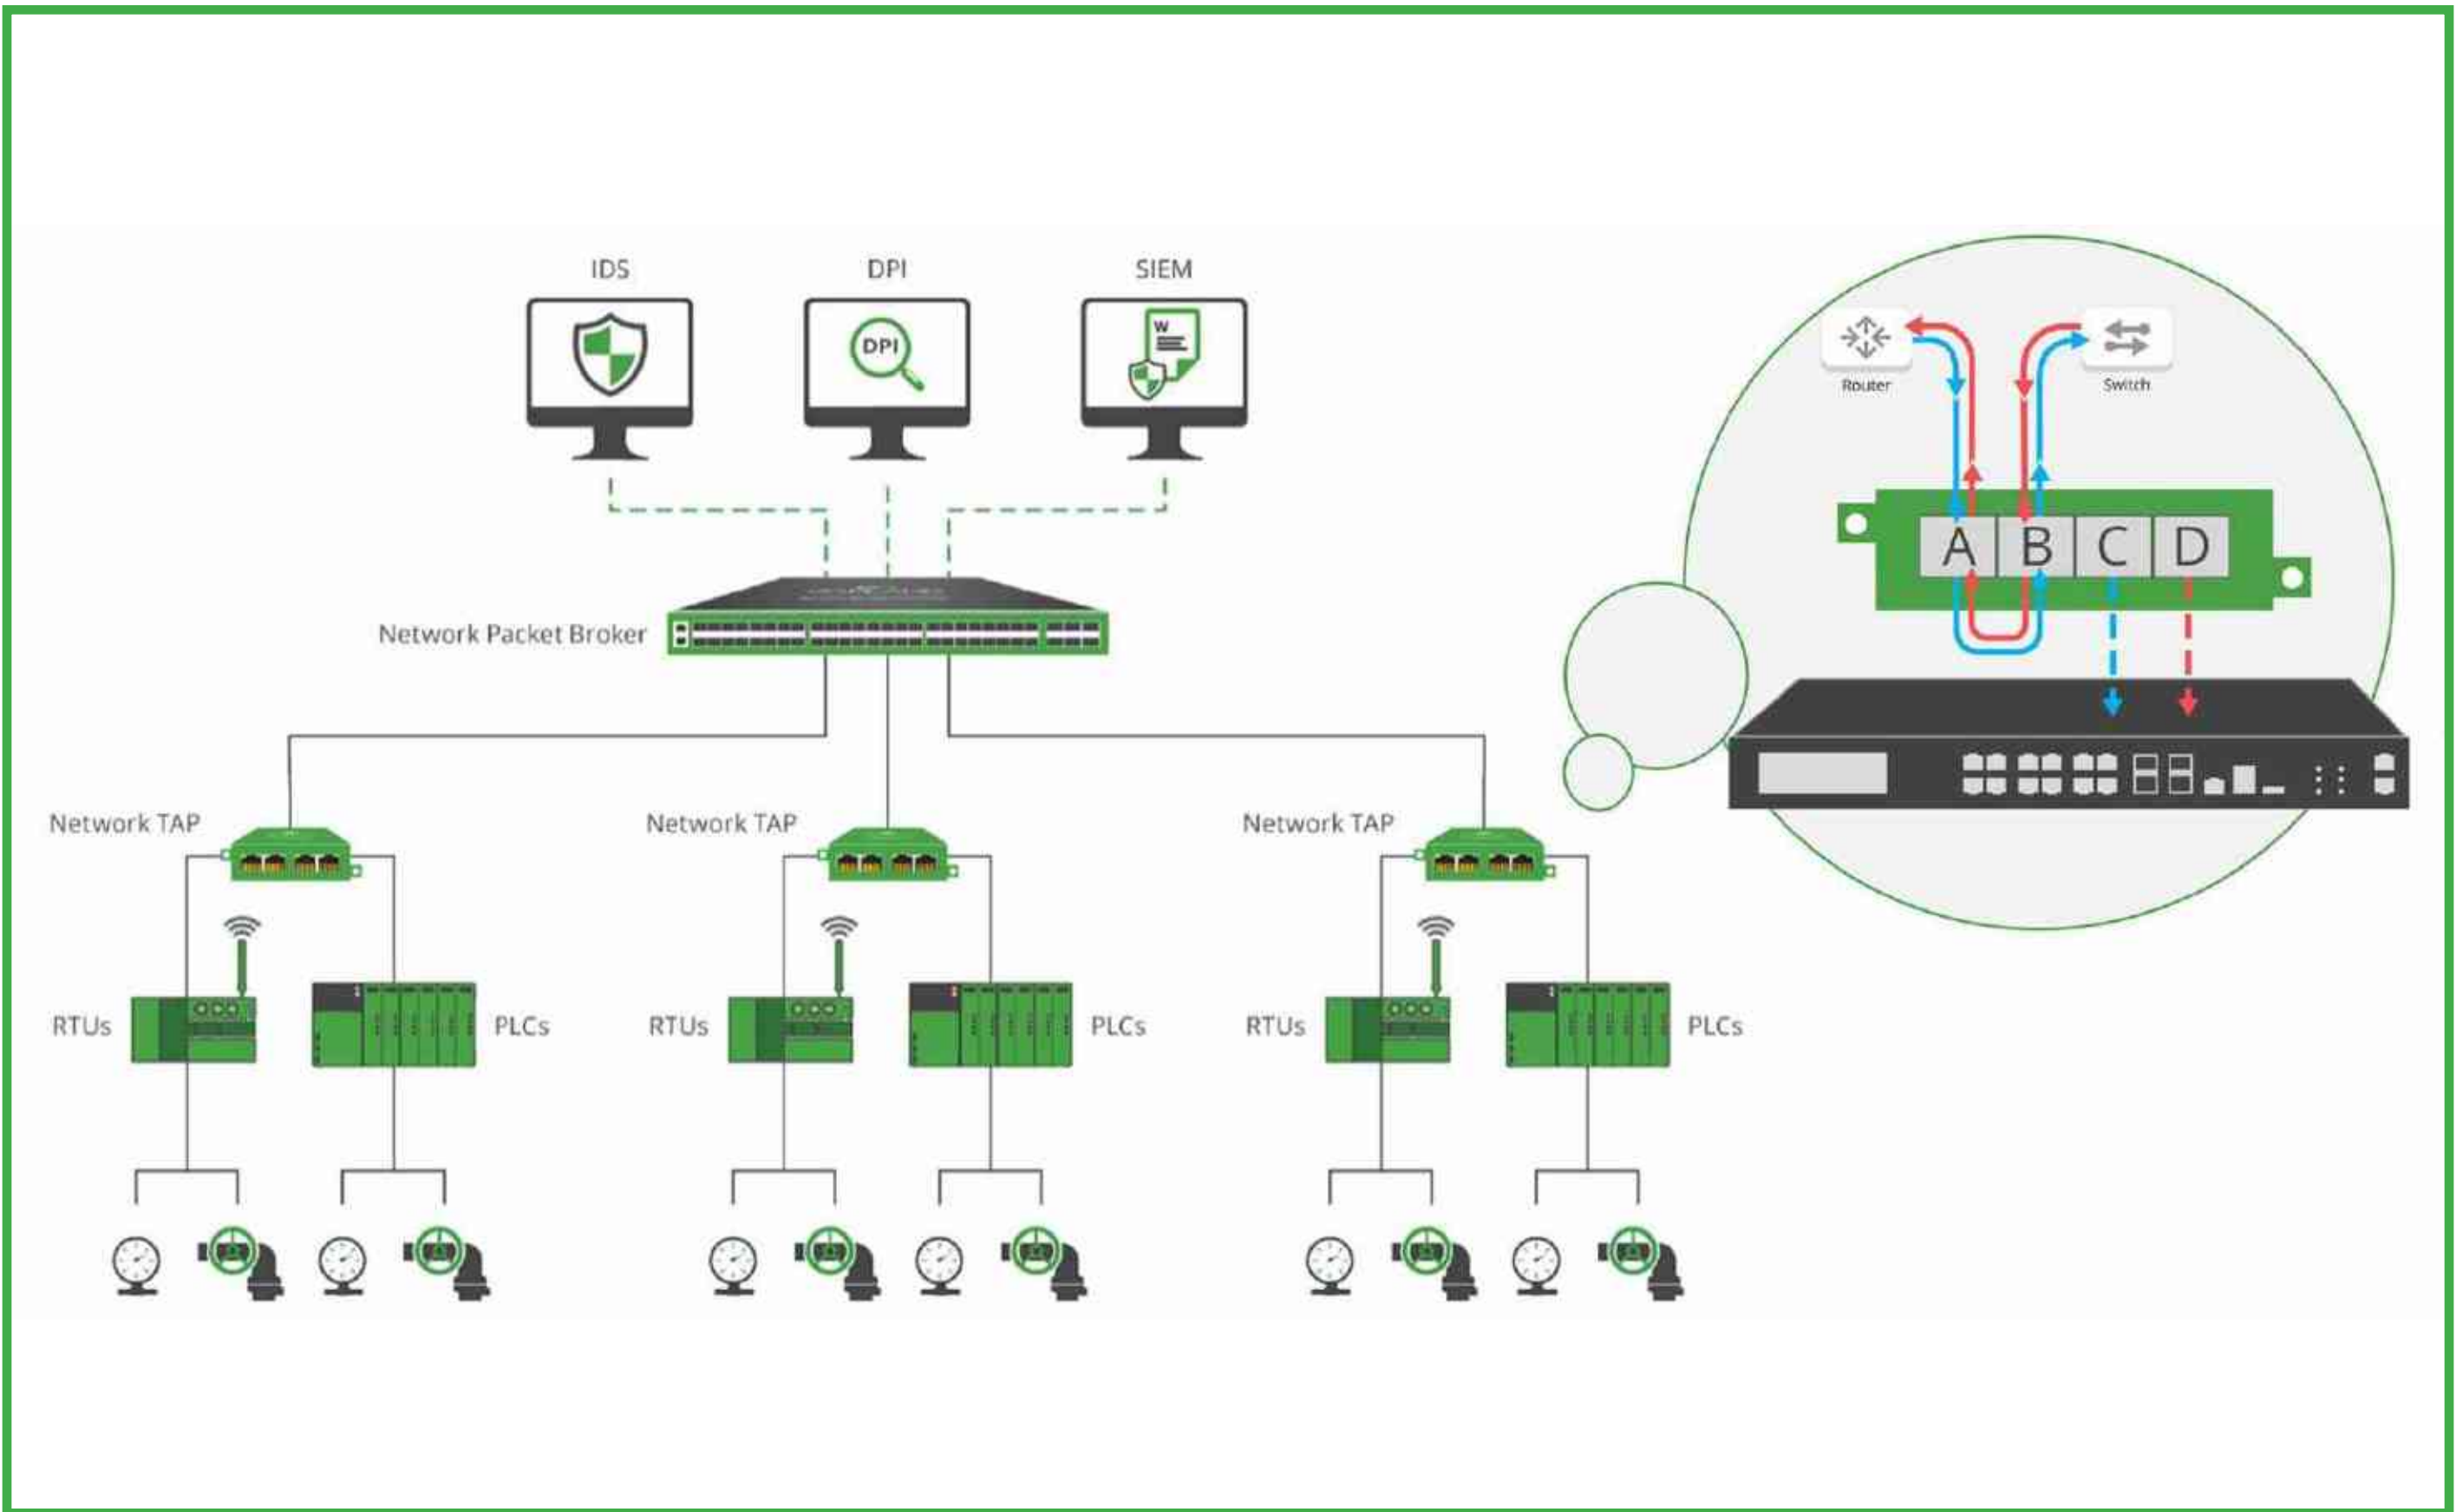 IDS
DPI
SIEM
DPI
W
Router
Switch
A B C D
Network Packet Broker
Network TAP
Network TAP
Network TAP
RTUs
PLCs
RTUs
PLCs
RTUs
PLCs